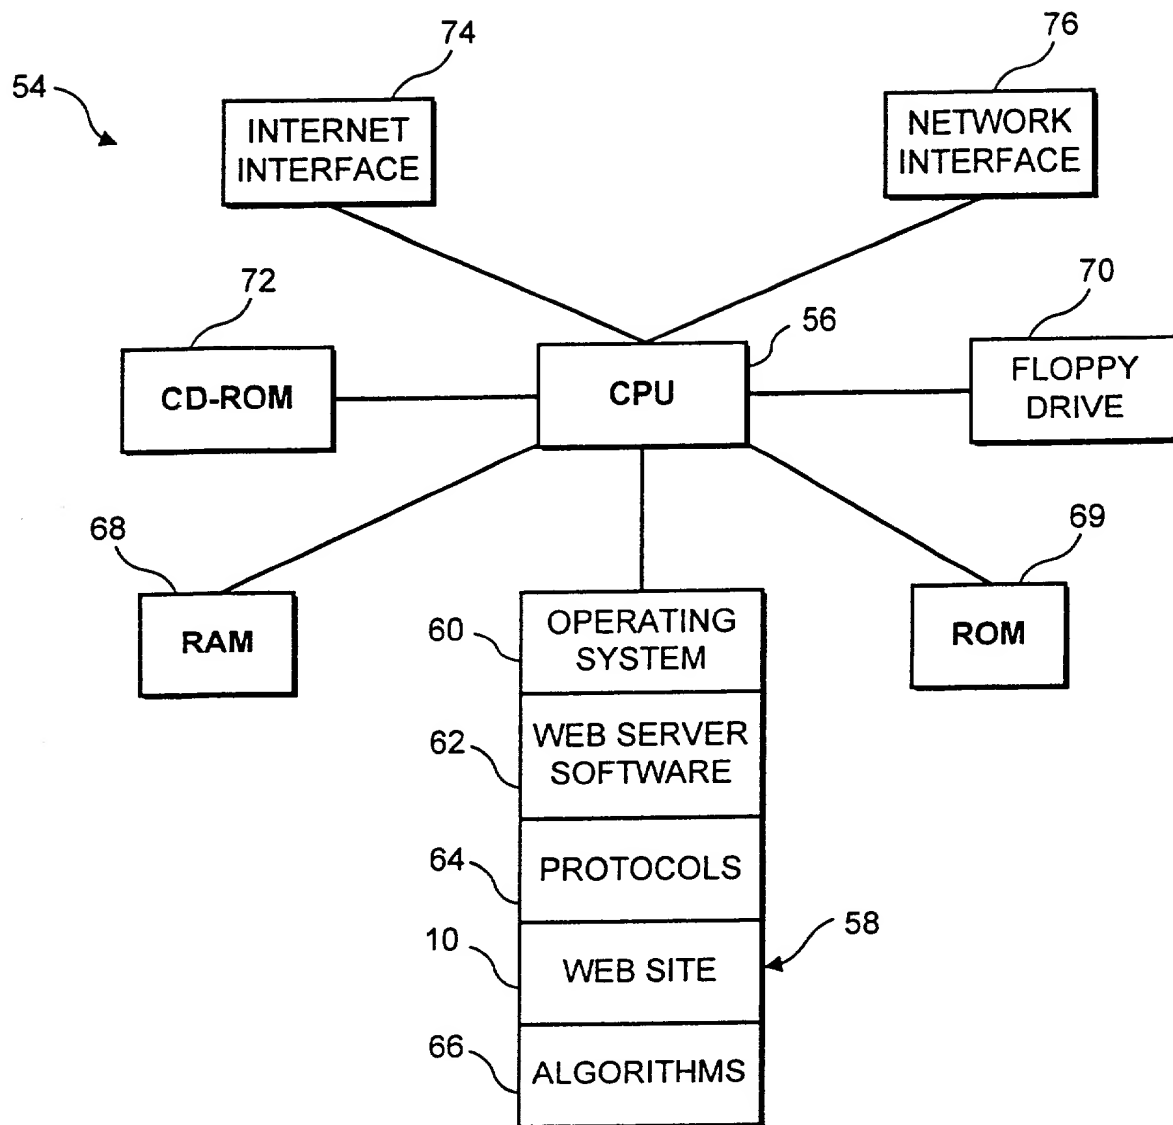 74
76
54
INTERNET
INTERFACE
NETWORK
INTERFACE
72
70
56
CD-ROM
CPU
FLOPPY
DRIVE
68
69
RAM
ROM
60
OPERATING
SYSTEM
62
WEB SERVER
SOFTWARE
64
PROTOCOLS
10
58
WEB SITE
66
ALGORITHMS